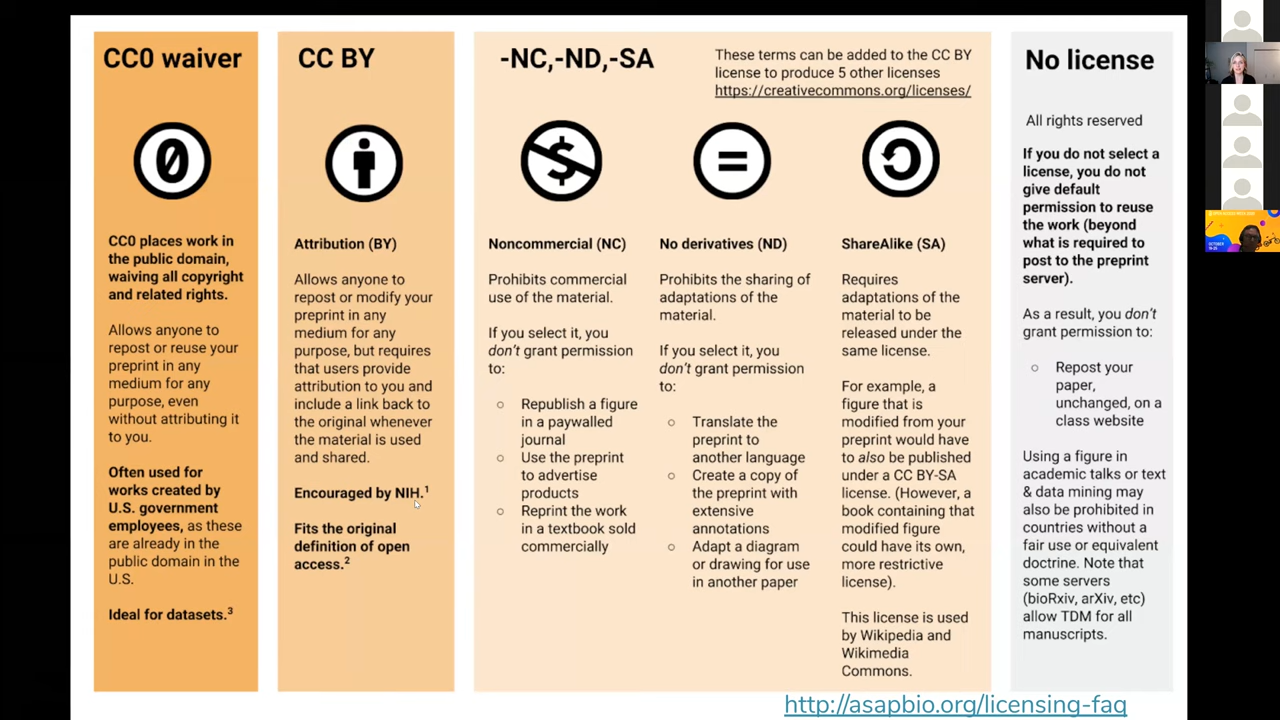 CC0 waiver
CC0 places work in
the public domain,
waiving all copyright
and related rights.
Allows anyone to
repost or reuse your
preprint in any
medium for any
purpose, even
without attributing it
to you.
Often used for
works created by
U.S. government
employees, as these
are already in the
public domain in the
U.S.
Ideal for datasets.³
CC BY
Attribution (BY)
Allows anyone to
repost or modify your
preprint in any
medium for any
purpose, but requires
that users provide
attribution to you and
include a link back to
the original whenever
the material is used
and shared.
Encouraged by NIH.¹
Fits the original
definition of open
access.²
-NC,-ND,-SA
These terms can be added to the CC BY
license to produce 5 other licenses
https://creativecommons.org/licenses/
Noncommercial (NC)
Prohibits commercial
use of the material.
If you select it, you
don't grant permission
to:
○ Republish a figure
in a paywalled
journal
○ Use the preprint
to advertise
products
○ Reprint the work
in a textbook sold
commercially
No derivatives (ND)
Prohibits the sharing of
adaptations of the
material.
If you select it, you
don't grant permission
to:
○ Translate the
preprint to
another language
○ Create a copy of
the preprint with
extensive
annotations
○ Adapt a diagram
or drawing for use
in another paper
ShareAlike (SA)
Requires
adaptations of the
material to be
released under the
same license.
For example, a
figure that is
modified from your
preprint would have
to also be published
under a CC BY-SA
license. (However, a
book containing that
modified figure
could have its own,
more restrictive
license).
This license is used
by Wikipedia and
Wikimedia
Commons.
No license
All rights reserved
If you do not select a
license, you do not
give default
permission to reuse
the work (beyond
what is required to
post to the preprint
server).
As a result, you don't
grant permission to:
○ Repost your
paper,
unchanged, on a
class website
Using a figure in
academic talks or text
& data mining may
also be prohibited in
countries without a
fair use or equivalent
doctrine. Note that
some servers
(bioRxiv, arXiv, etc)
allow TDM for all
manuscripts.
http://asapbio.org/licensing-faq